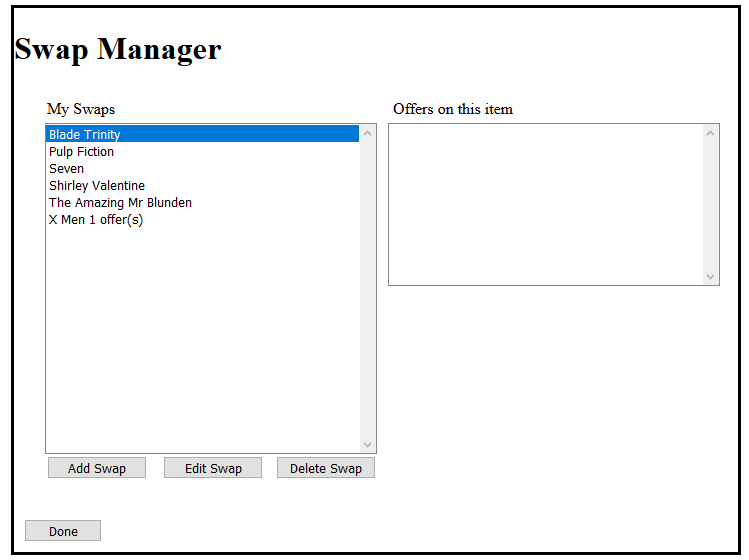 Swap Manager
My Swaps
Offers on this item
Blade Trinity
Pulp Fiction
Seven
Shirley Valentine
The Amazing Mr Blunden
X Men 1 offer(s)
Add Swap
Edit Swap
Delete Swap
Done